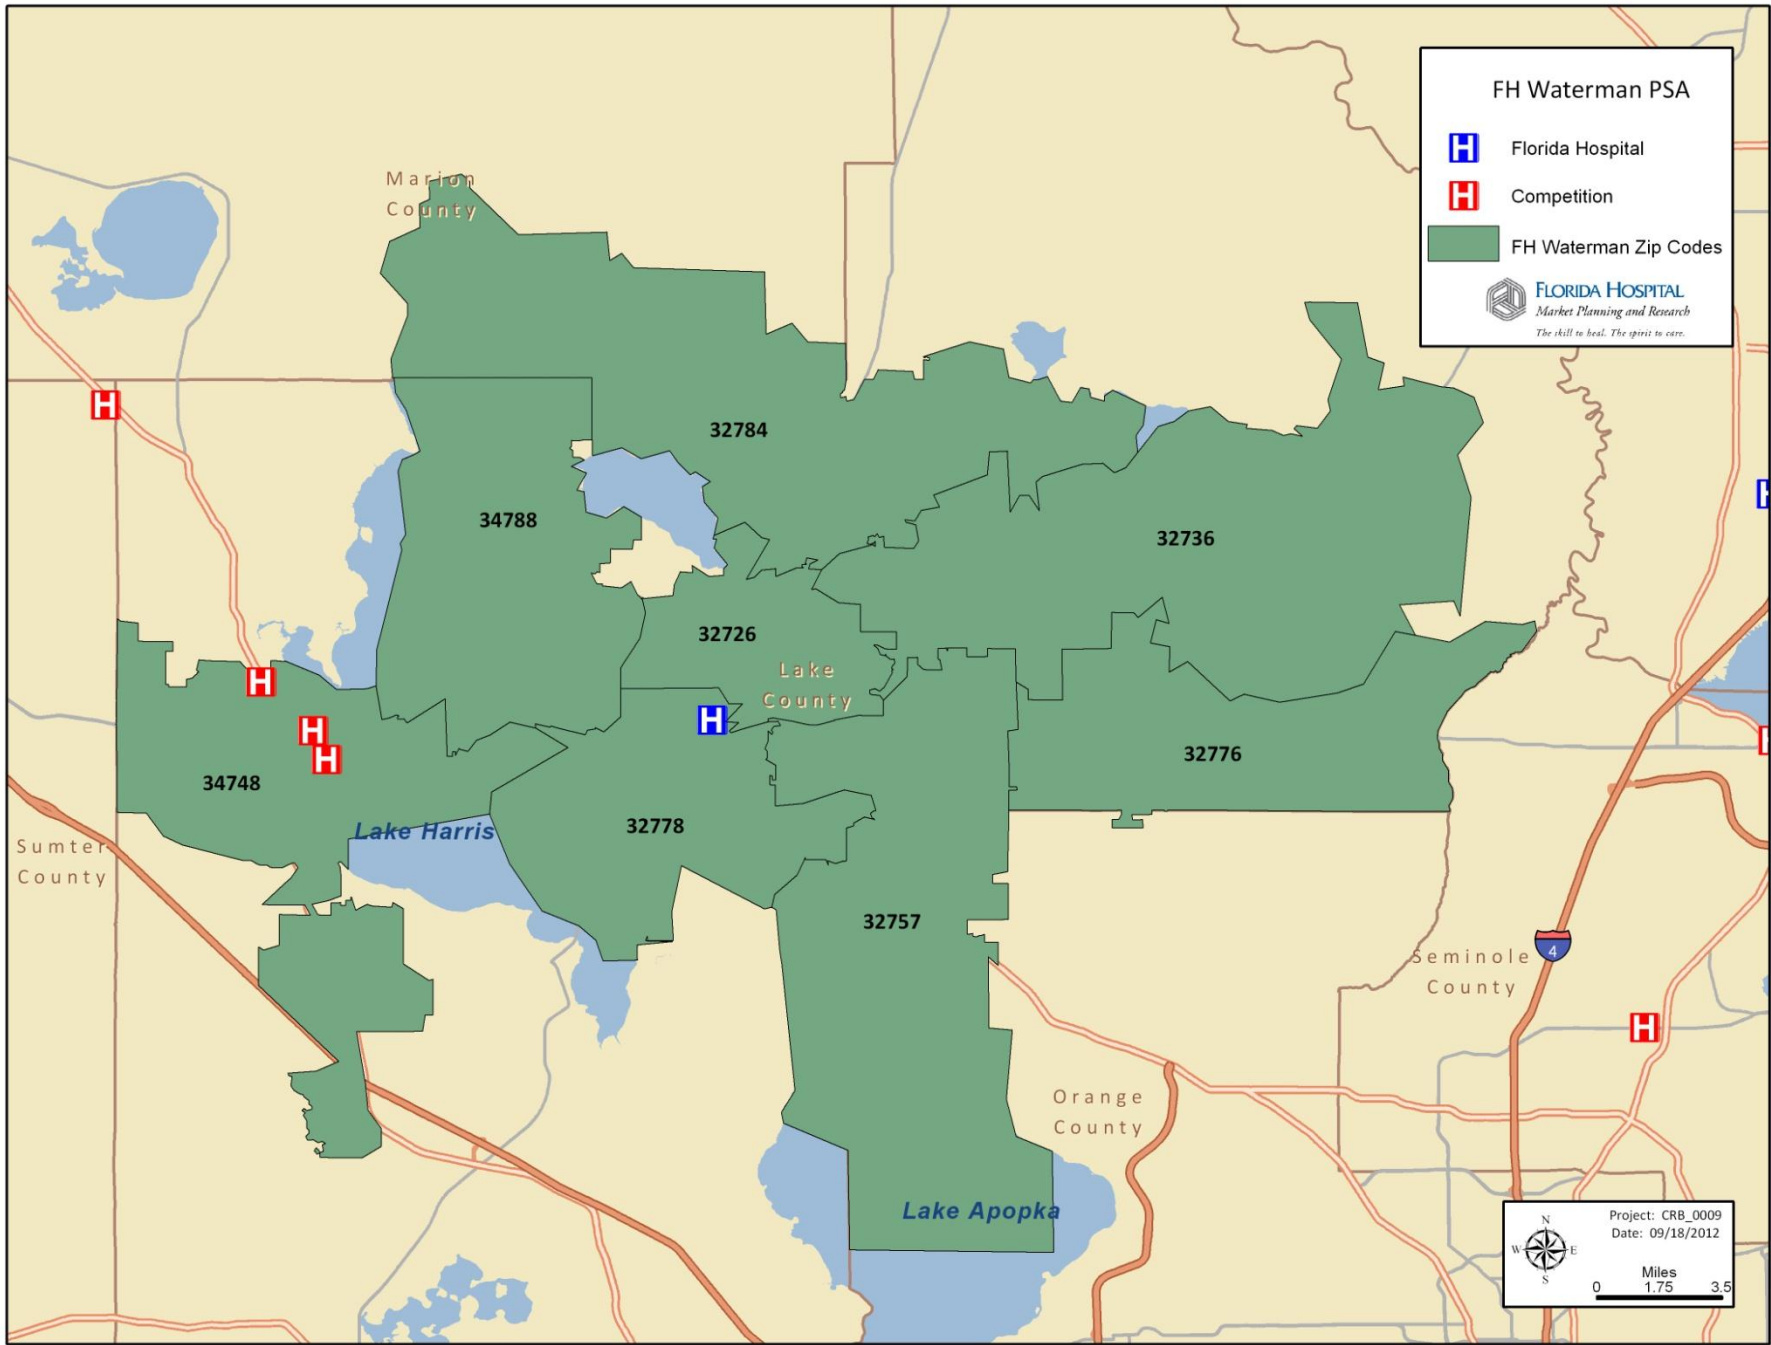 FH Waterman PSA
H Florida Hospital
H Competition
FH Waterman Zip Codes
FLORIDA HOSPITAL
Market Planning and Research
The skill to heal. The spirit to care.
Marion
County
H
32784
34788
32736
H
32726
Lake
County
H
H
H
H
32776
34748
H
Lake Harris
32778
Sumter
County
32757
4
Seminole
County
H
Orange
County
Lake Apopka
N
W E
S
Project: CRB_0009
Date: 09/18/2012
Miles
0 1.75 3.5